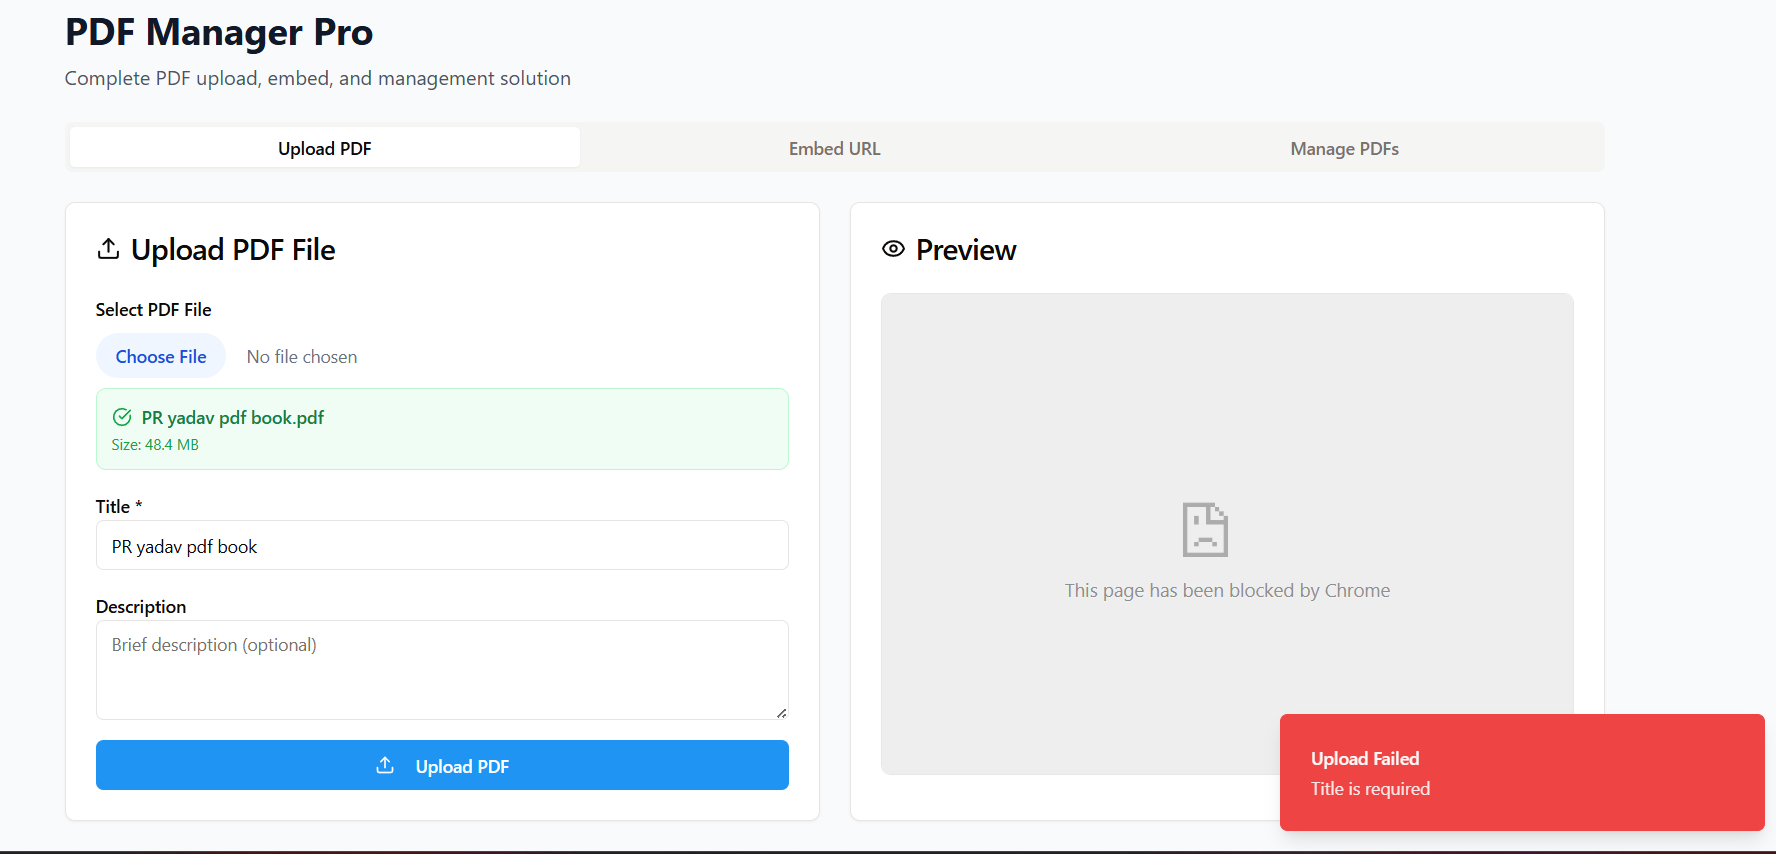 PDF Manager Pro
Complete PDF upload, embed, and management solution
Upload PDF
Embed URL
Manage PDFs
Upload PDF File
Select PDF File
Choose File
No file chosen
PR yadav pdf book.pdf
Size: 48.4 MB
Title *
PR yadav pdf book
Description
Brief description (optional)
Upload PDF
Preview
This page has been blocked by Chrome
Upload Failed
Title is required